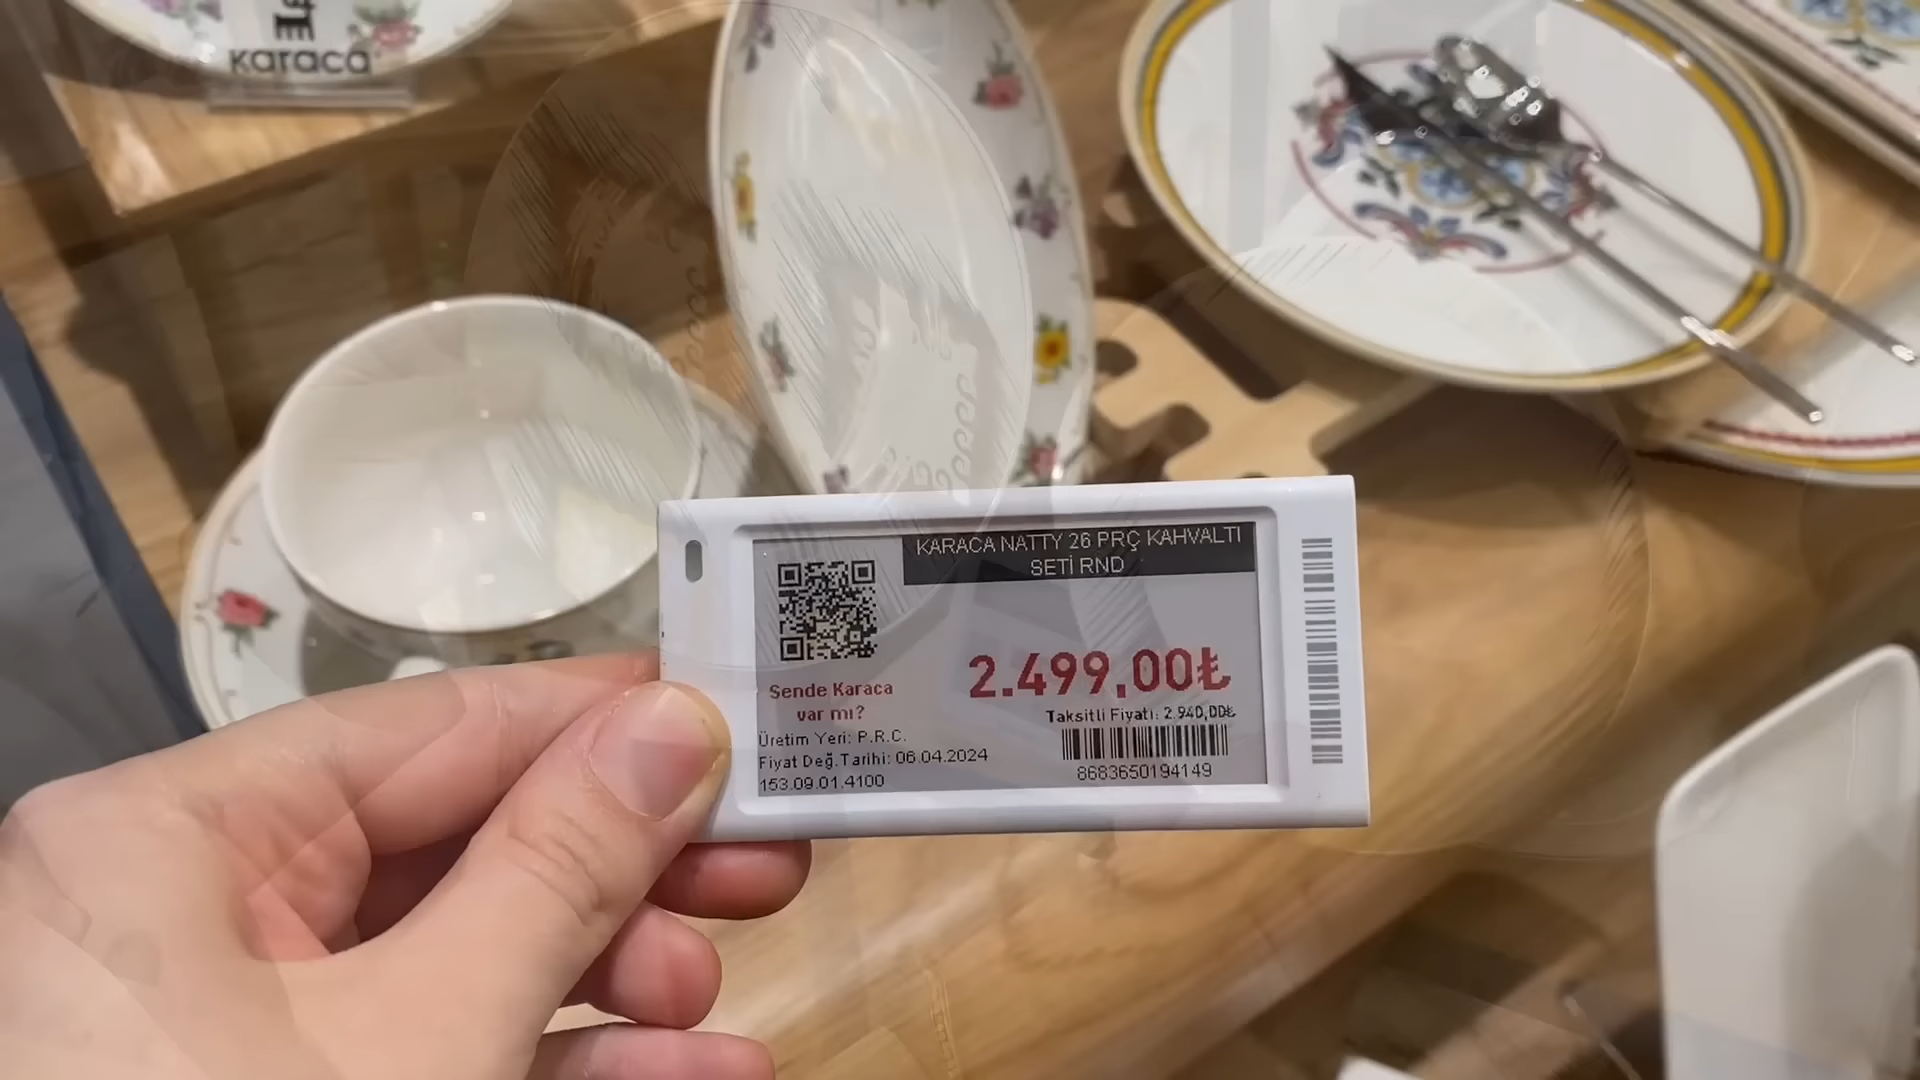 karaca
KARACA NATTY 26 PRÇ KAHVALTI
SETİ RND
2.499,00₺
Sende Karaca
var mı?
Taksitli Fiyatı: 2.940,00₺
Üretim Yeri: P.R.C.
Fiyat Değ.Tarihi: 06.04.2024
153.09.01.4100
8683650194149